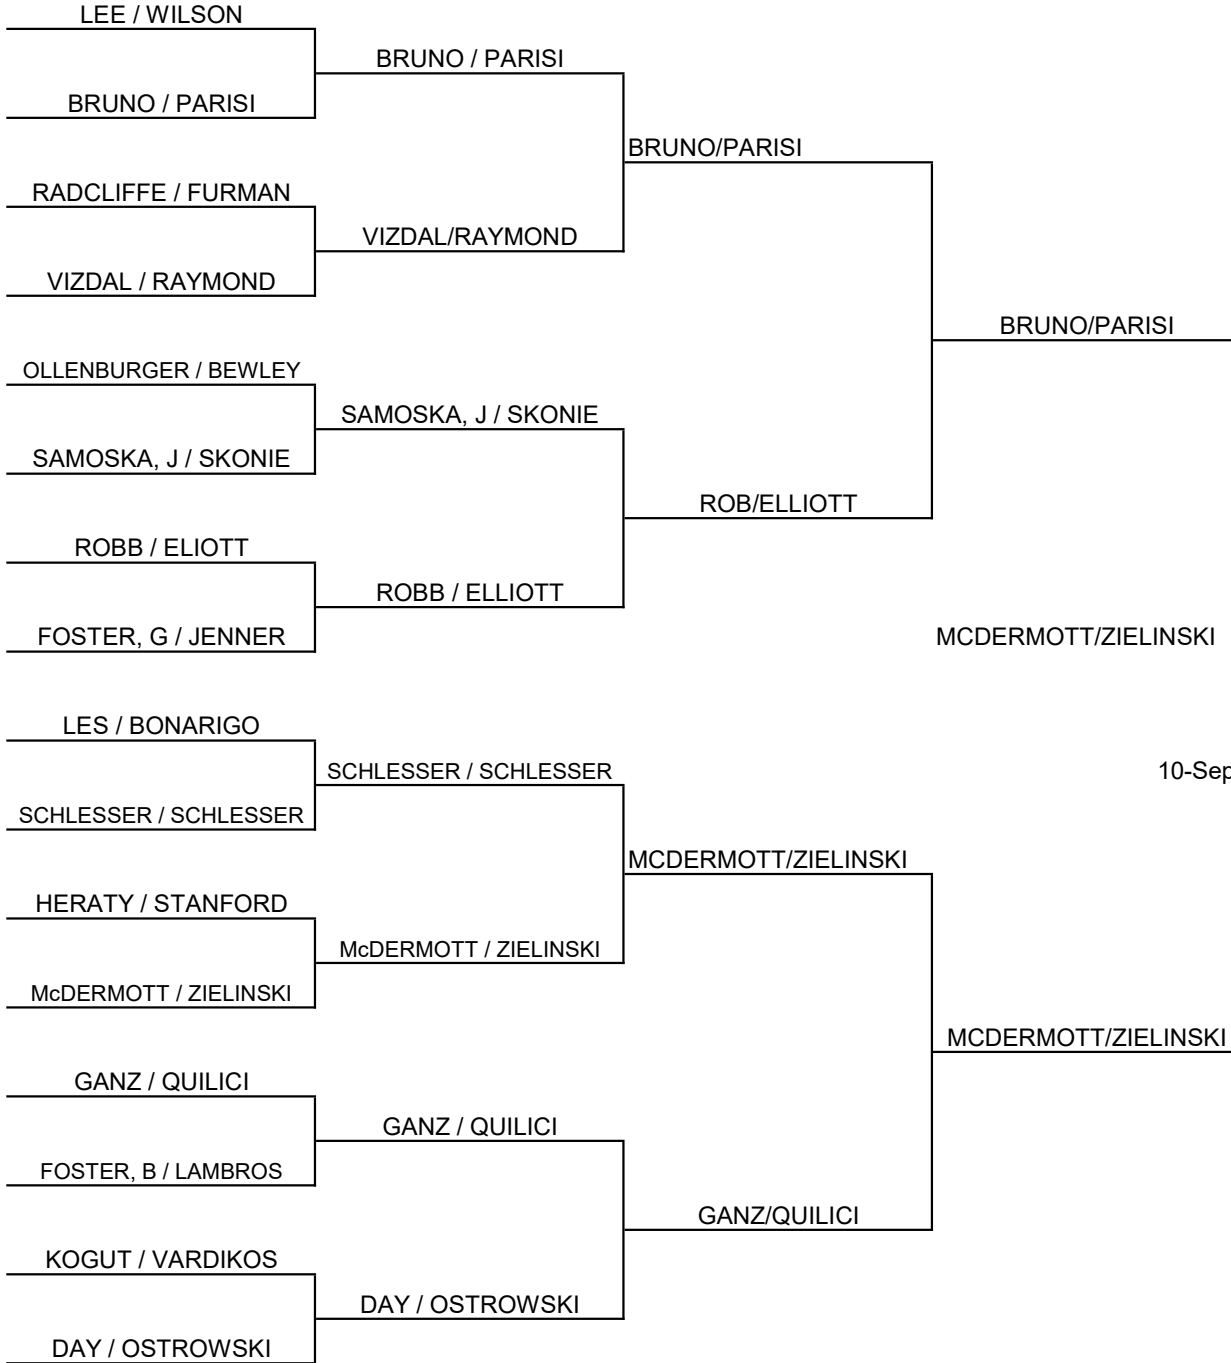 LEE / WILSON
BRUNO / PARISI
BRUNO / PARISI
BRUNO/PARISI
RADCLIFFE / FURMAN
VIZDAL/RAYMOND
VIZDAL / RAYMOND
BRUNO/PARISI
OLLENBURGER / BEWLEY
SAMOSKA, J / SKONIE
SAMOSKA, J / SKONIE
ROB/ELLIOTT
ROBB / ELIOTT
ROBB / ELLIOTT
FOSTER, G / JENNER
MCDERMOTT/ZIELINSKI
LES / BONARIGO
SCHLESSER / SCHLESSER
10-Sep
SCHLESSER / SCHLESSER
MCDERMOTT/ZIELINSKI
HERATY / STANFORD
McDERMOTT / ZIELINSKI
McDERMOTT / ZIELINSKI
MCDERMOTT/ZIELINSKI
GANZ / QUILICI
GANZ / QUILICI
FOSTER, B / LAMBROS
GANZ/QUILICI
KOGUT / VARDIKOS
DAY / OSTROWSKI
DAY / OSTROWSKI